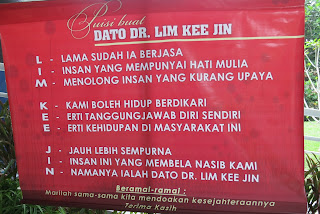 Puisi buat
DATO DR. LIM KEE JIN
L - LAMA SUDAH IA BERJASA
I - INSAN YANG MEMPUNYAI HATI MULIA
M - MENOLONG INSAN YANG KURANG UPAYA
K - KAMI BOLEH HIDUP BERDIKARI
E - ERTI TANGGUNGJAWAB DIRI SENDIRI
E - ERTI KEHIDUPAN DI MASYARAKAT INI
J - JAUH LEBIH SEMPURNA
I - INSAN INI YANG MEMBELA NASIB KAMI
N - NAMANYA IALAH DATO DR. LIM KEE JIN
Beramai-ramai :
Marilah sama-sama kita mendoakan kesejahteraannya
Terima Kasih